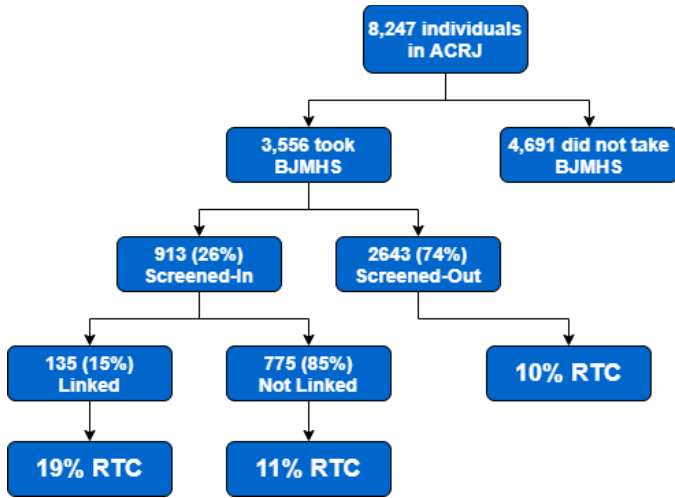 8,247 individuals
in ACRJ
3,556 took
BJMHS
4,691 did not take
BJMHS
913 (26%)
Screened-In
2643 (74%)
Screened-Out
135 (15%)
Linked
775 (85%)
Not Linked
10% RTC
19% RTC
11% RTC